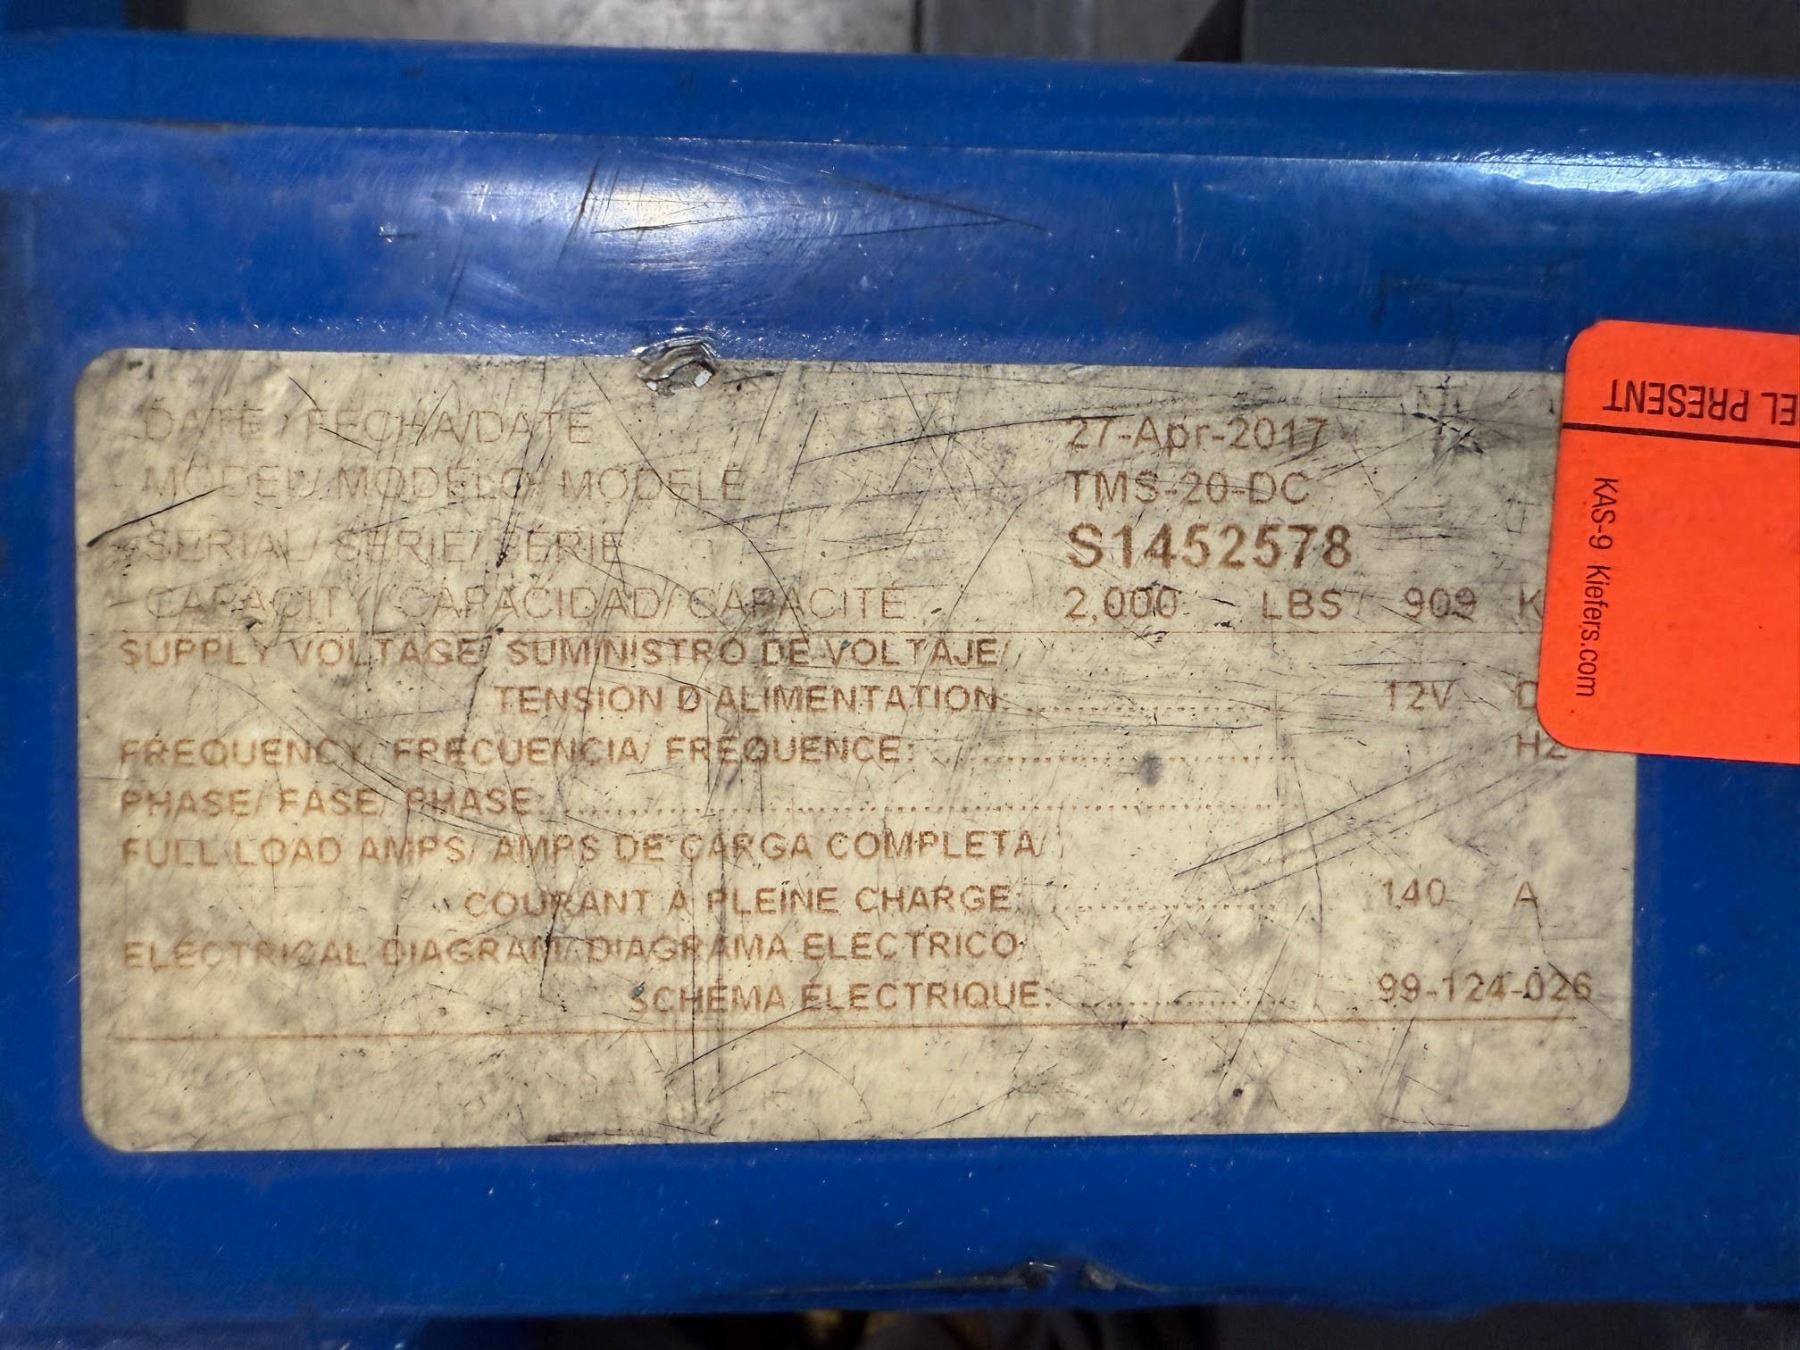 DATE / FECHA/DATE 27-Apr-2017
MODEL/ MODELO/ MODELE TMS-20-DC
SERIAL / SERIE/ SERIE S1452578
CAPACITY/ CAPACIDAD/ CAPACITE 2,000 LBS / 909 K
SUPPLY VOLTAGE/ SUMINISTRO DE VOLTAJE/
TENSION D ALIMENTATION: 12V D
FREQUENCY/ FRECUENCIA/ FREQUENCE: HZ
PHASE/ FASE/ PHASE:
FULL LOAD AMPS/ AMPS DE CARGA COMPLETA/
COURANT A PLEINE CHARGE: 140 A
ELECTRICAL DIAGRAM/ DIAGRAMA ELECTRICO
SCHEMA ELECTRIQUE: 99-124-026
EL PRESENT
KAS-9 Kiefers.com